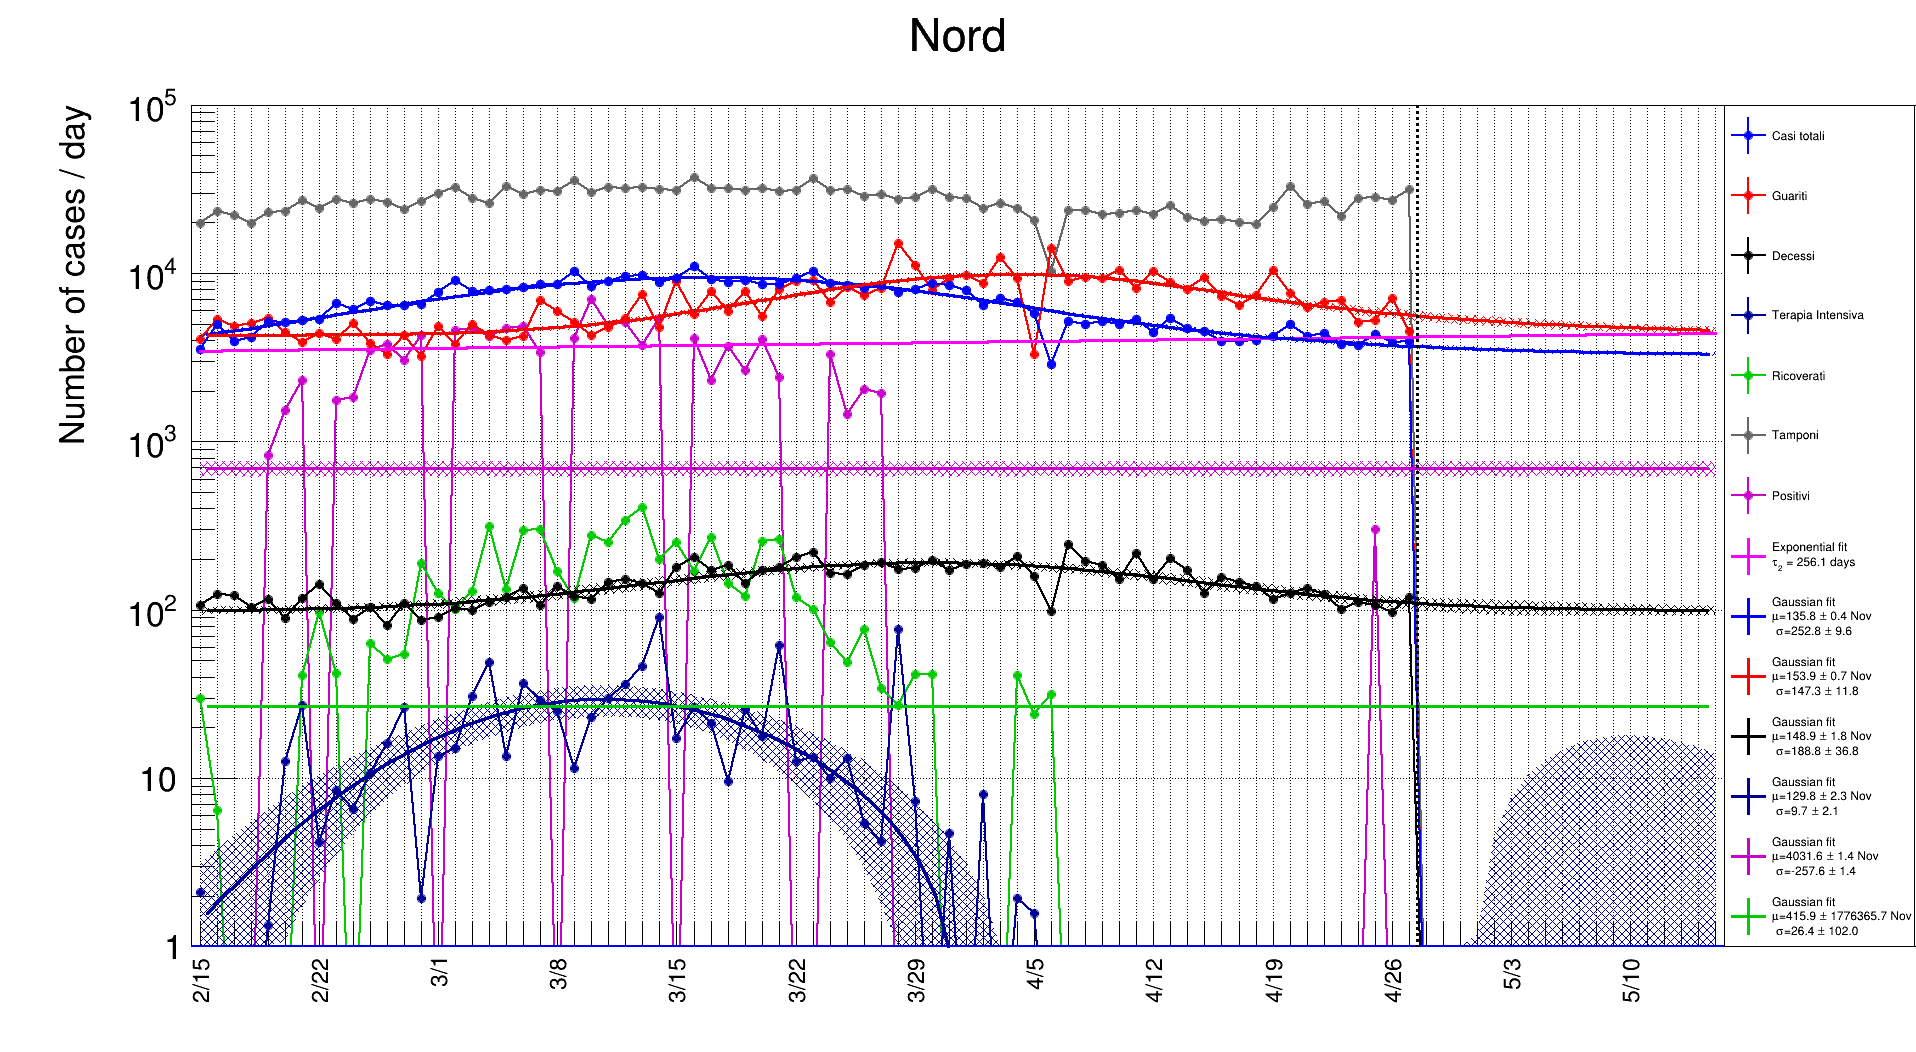 Nord
Number of cases / day
10^5
10^4
10^3
10^2
10
1
2/15
2/22
3/1
3/8
3/15
3/22
3/29
4/5
4/12
4/19
4/26
5/3
5/10
Casi totali
Guariti
Decessi
Terapia Intensiva
Ricoverati
Tamponi
Positivi
Exponential fit
τ_2 = 256.1 days
Gaussian fit
μ=135.8 ± 0.4 Nov
σ=252.8 ± 9.6
Gaussian fit
μ=153.9 ± 0.7 Nov
σ=147.3 ± 11.8
Gaussian fit
μ=148.9 ± 1.8 Nov
σ=188.8 ± 36.8
Gaussian fit
μ=129.8 ± 2.3 Nov
σ=9.7 ± 2.1
Gaussian fit
μ=4031.6 ± 1.4 Nov
σ=-257.6 ± 1.4
Gaussian fit
μ=415.9 ± 1776365.7 Nov
σ=26.4 ± 102.0